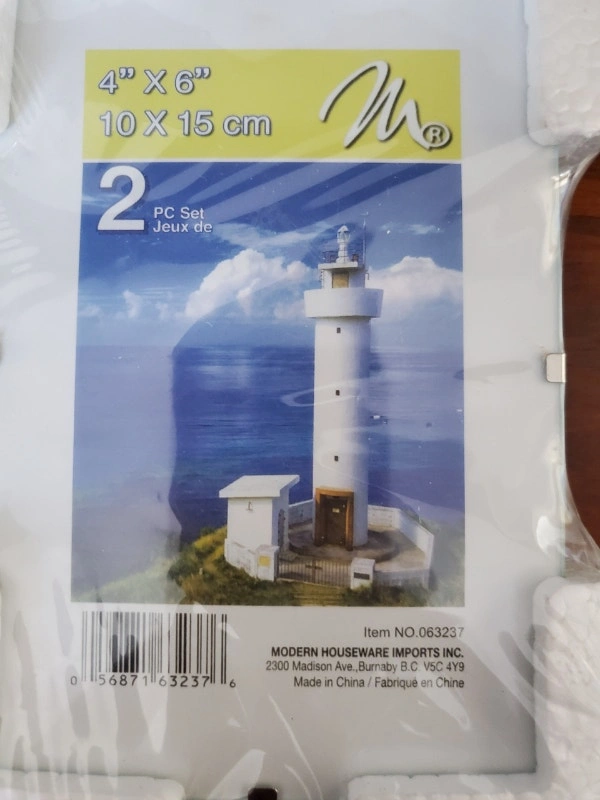 4" X 6"
10 X 15 cm
M®
2
PC Set
Jeux de
Item NO.063237
MODERN HOUSEWARE IMPORTS INC.
2300 Madison Ave.,Burnaby B.C V5C 4Y9
Made in China / Fabriqué en Chine
0 56871 63237 6